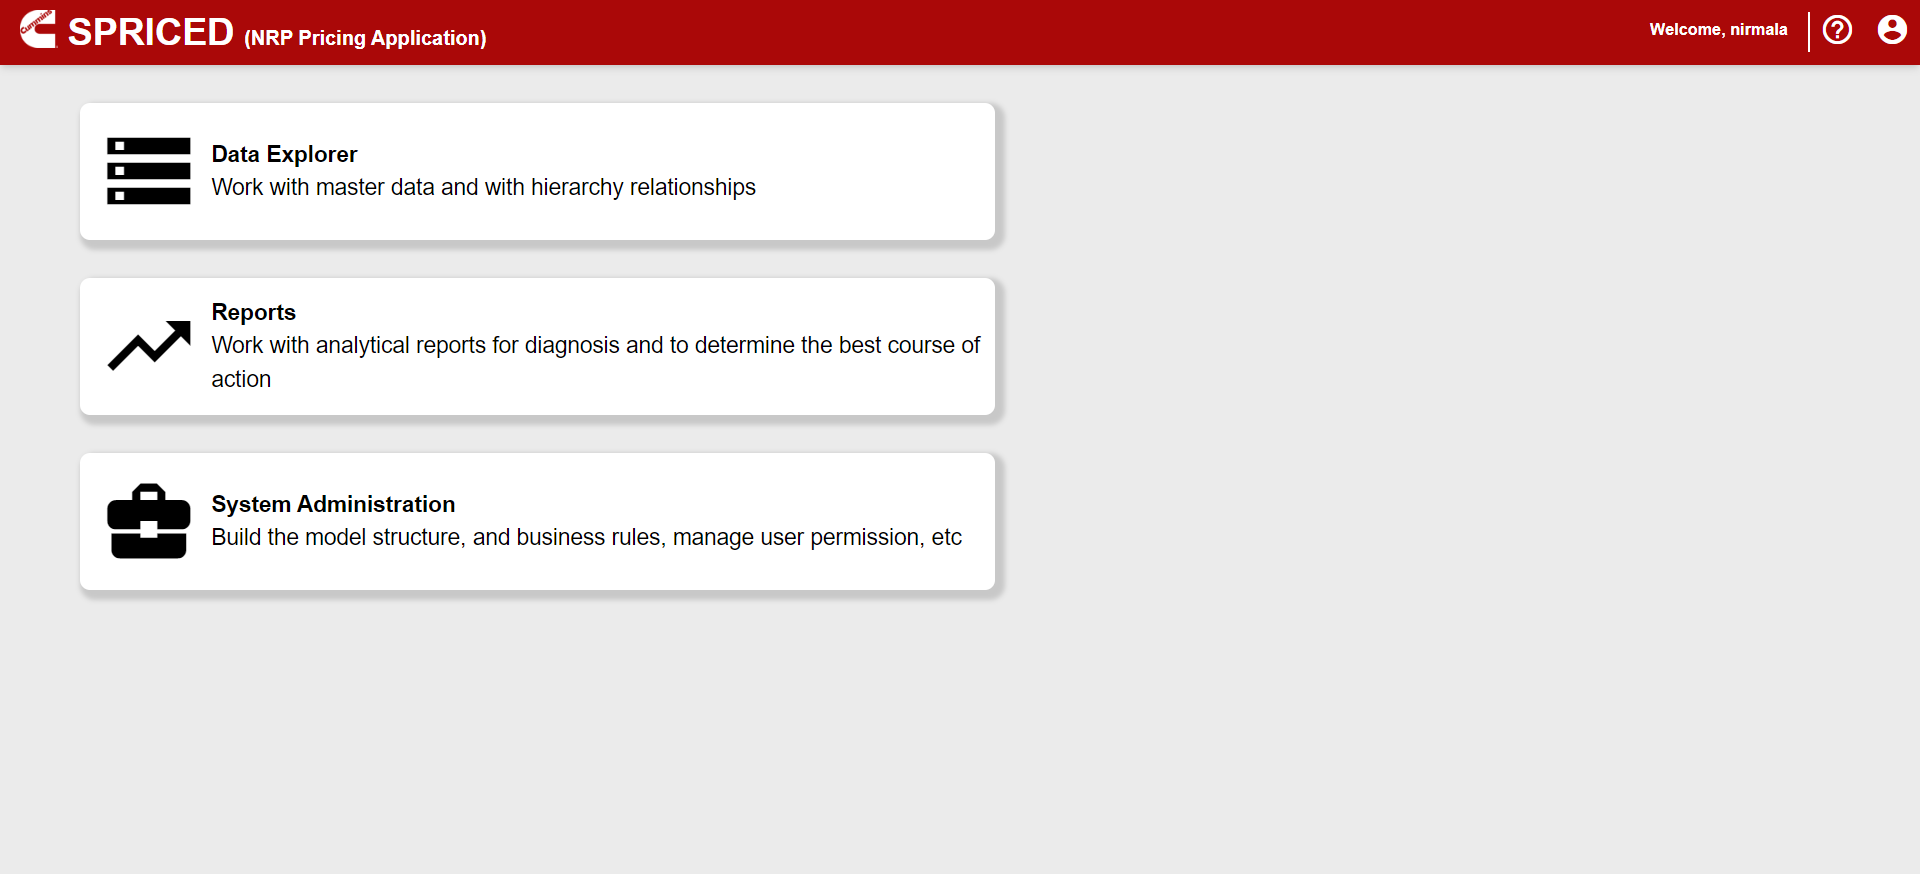 Cummins
SPRICED (NRP Pricing Application)
Welcome, nirmala
Data Explorer
Work with master data and with hierarchy relationships
Reports
Work with analytical reports for diagnosis and to determine the best course of
action
System Administration
Build the model structure, and business rules, manage user permission, etc